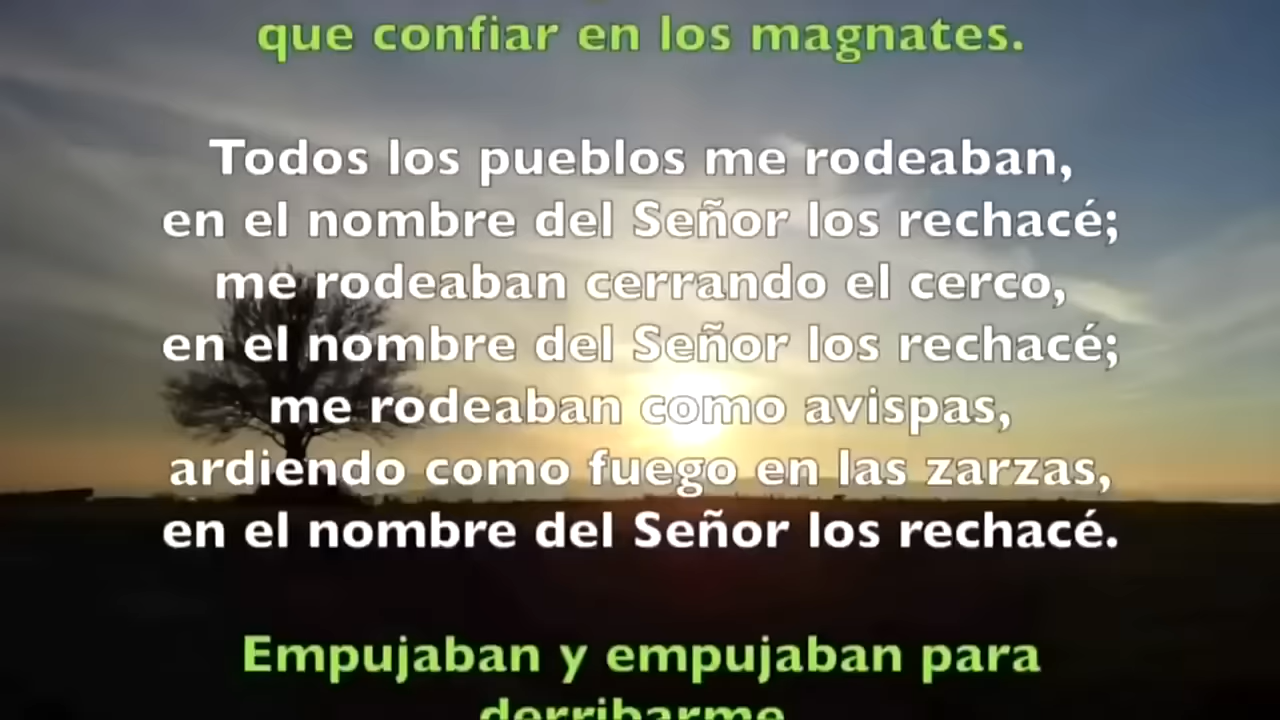 que confiar en los magnates.
Todos los pueblos me rodeaban,
en el nombre del Señor los rechacé;
me rodeaban cerrando el cerco,
en el nombre del Señor los rechacé;
me rodeaban como avispas,
ardiendo como fuego en las zarzas,
en el nombre del Señor los rechacé.
Empujaban y empujaban para
derribarme